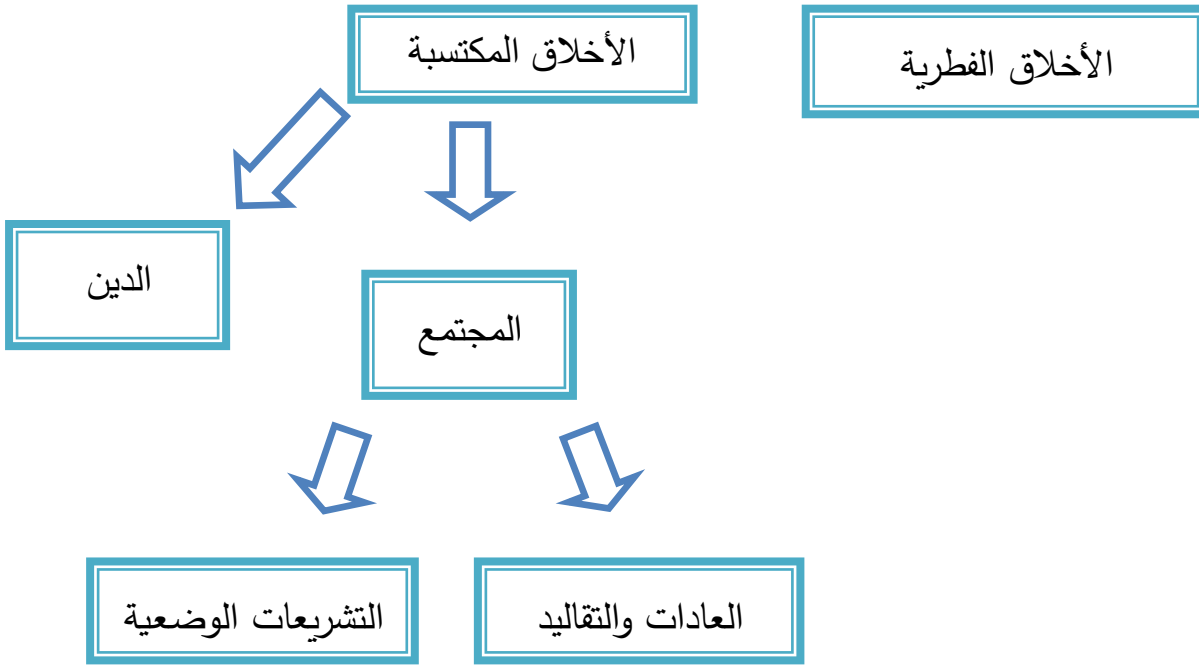 الأخلاق الفطرية
الأخلاق المكتسبة
المجتمع
الدين
العادات والتقاليد
التشريعات الوضعية